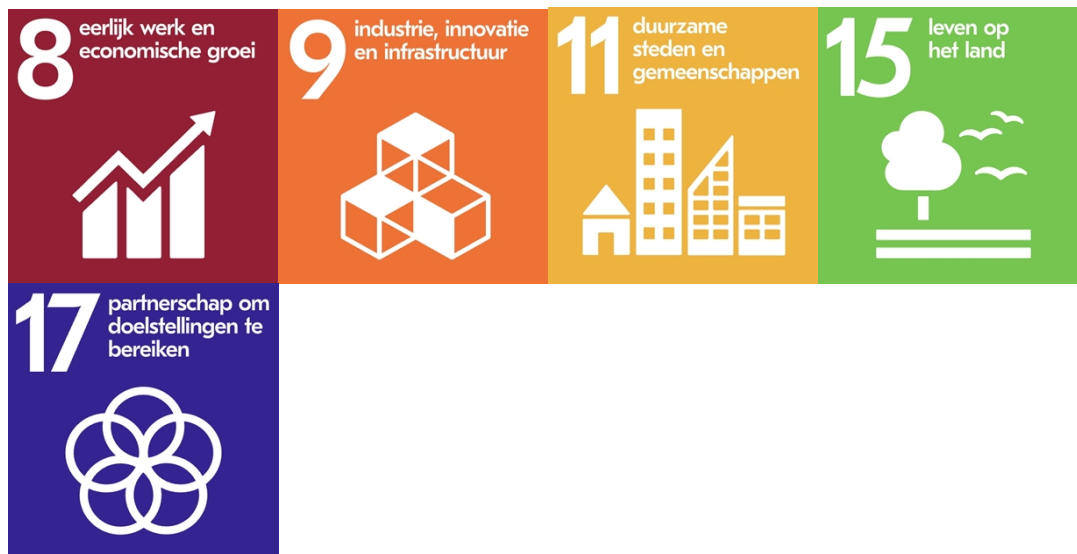 8 eerlijk werk en
economische groei
9 industrie, innovatie
en infrastructuur
11 duurzame
steden en
gemeenschappen
15 leven op
het land
17 partnerschap om
doelstellingen te
bereiken